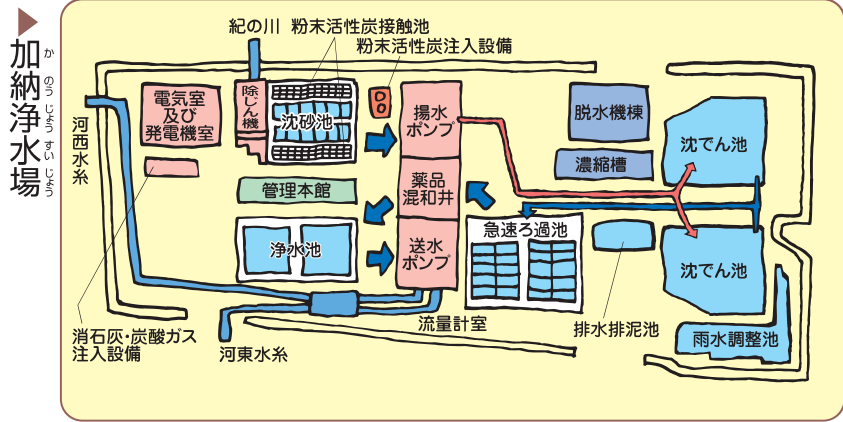 加納浄水場
か のう じょう すい じょう
紀の川
粉末活性炭接触池
粉末活性炭注入設備
電気室
及び
発電機室
除じん機
沈砂池
揚水
ポンプ
脱水機棟
沈でん池
河西水系
濃縮槽
管理本館
薬品
混和井
浄水池
送水
ポンプ
急速ろ過池
沈でん池
消石灰・炭酸ガス
注入設備
河東水系
流量計室
排水排泥池
雨水調整池